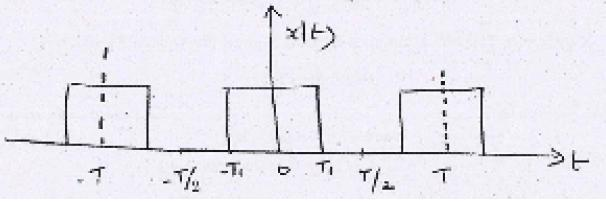 x(t)
-T -T/2 -T₁ 0 T₁ T/2 T t